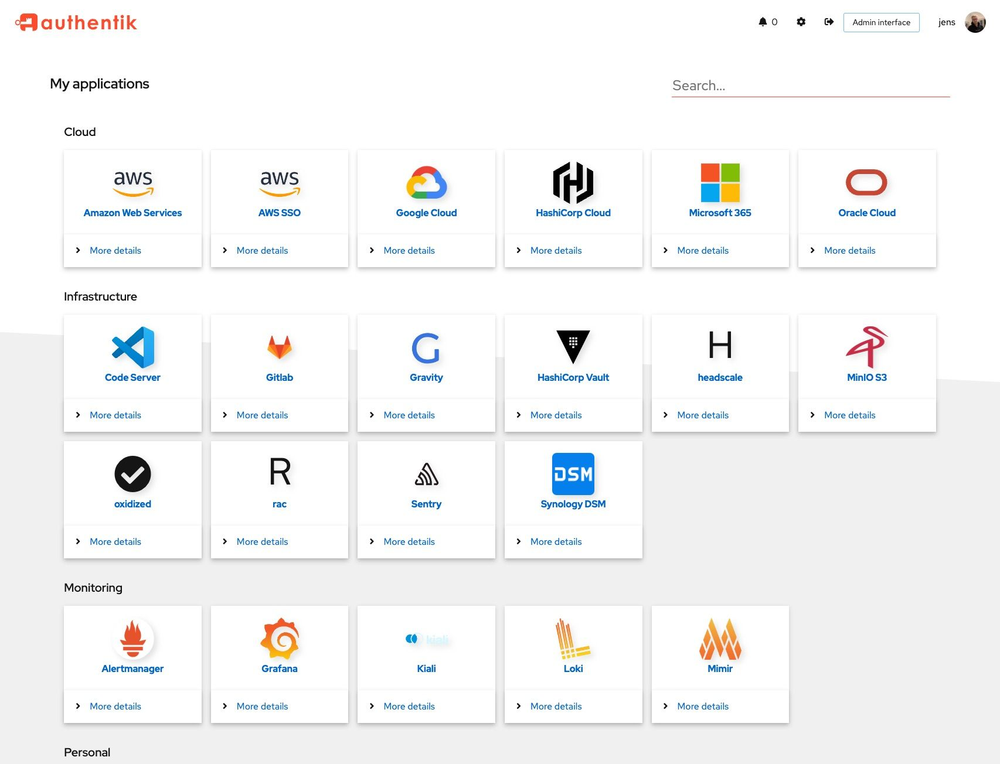 authentik
0
Admin interface
jens
My applications
Search...
Cloud
aws aws
Amazon Web Services AWS SSO Google Cloud HashiCorp Cloud Microsoft 365 Oracle Cloud
More details More details More details More details More details More details
Infrastructure
H
Code Server Gitlab Gravity HashiCorp Vault headscale MinIO S3
More details More details More details More details More details More details
R DSM
oxidized rac Sentry Synology DSM
More details More details More details More details
Monitoring
kiali
Alertmanager Grafana Kiali Loki Mimir
More details More details More details More details More details
Personal